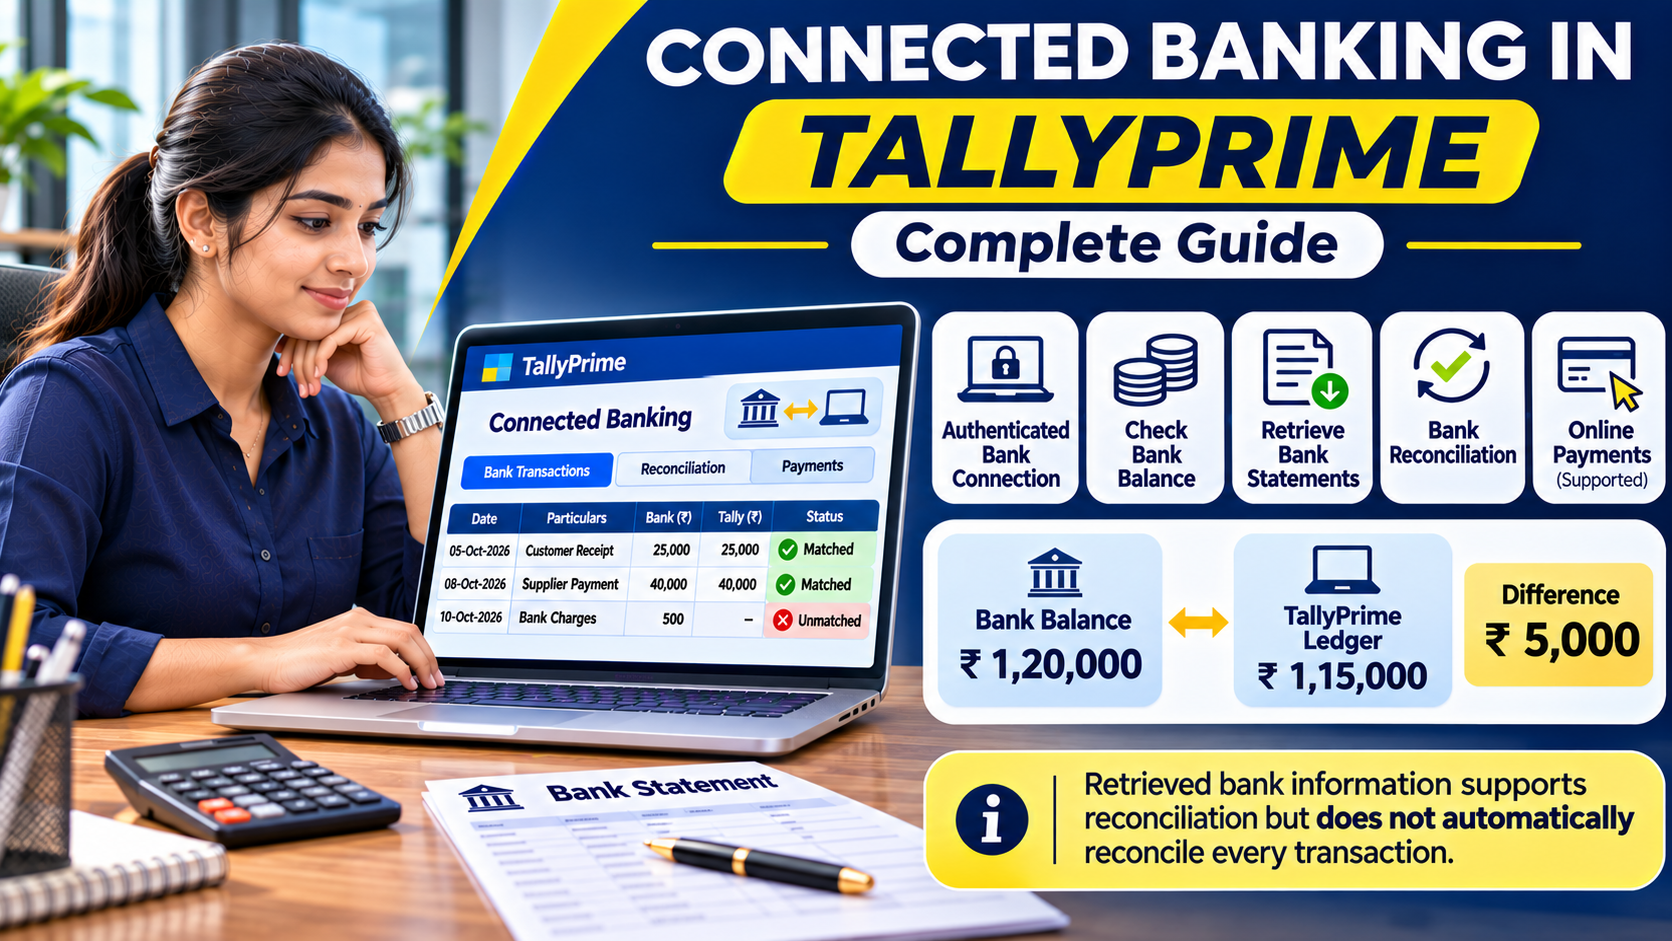 CONNECTED BANKING IN
TALLYPRIME
Complete Guide
TallyPrime
Connected Banking
Bank Transactions
Reconciliation
Payments
Date Particulars Bank (₹) Tally (₹) Status
05-Oct-2026 Customer Receipt 25,000 25,000 Matched
08-Oct-2026 Supplier Payment 40,000 40,000 Matched
10-Oct-2026 Bank Charges 500 – Unmatched
Authenticated
Bank
Connection
Check
Bank
Balance
Retrieve
Bank
Statements
Bank
Reconciliation
Online
Payments
(Supported)
Bank Balance
₹ 1,20,000
TallyPrime
Ledger
₹ 1,15,000
Difference
₹ 5,000
Bank Statement
i
Retrieved bank information supports
reconciliation but does not automatically
reconcile every transaction.